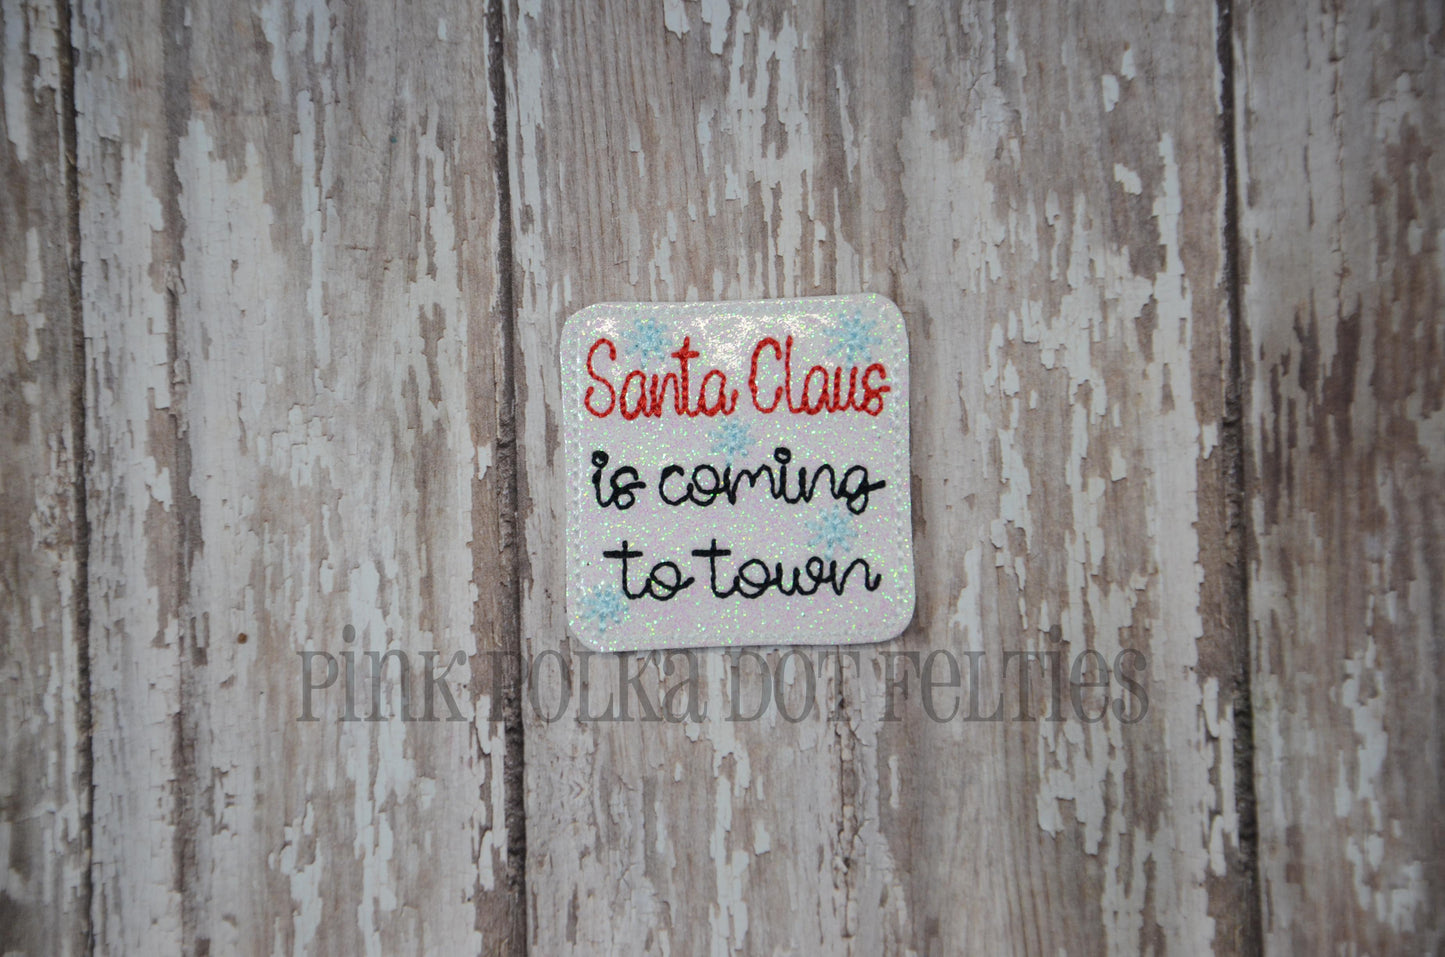 Santa Claus
is coming
to town
Pink Polka Dot Felties